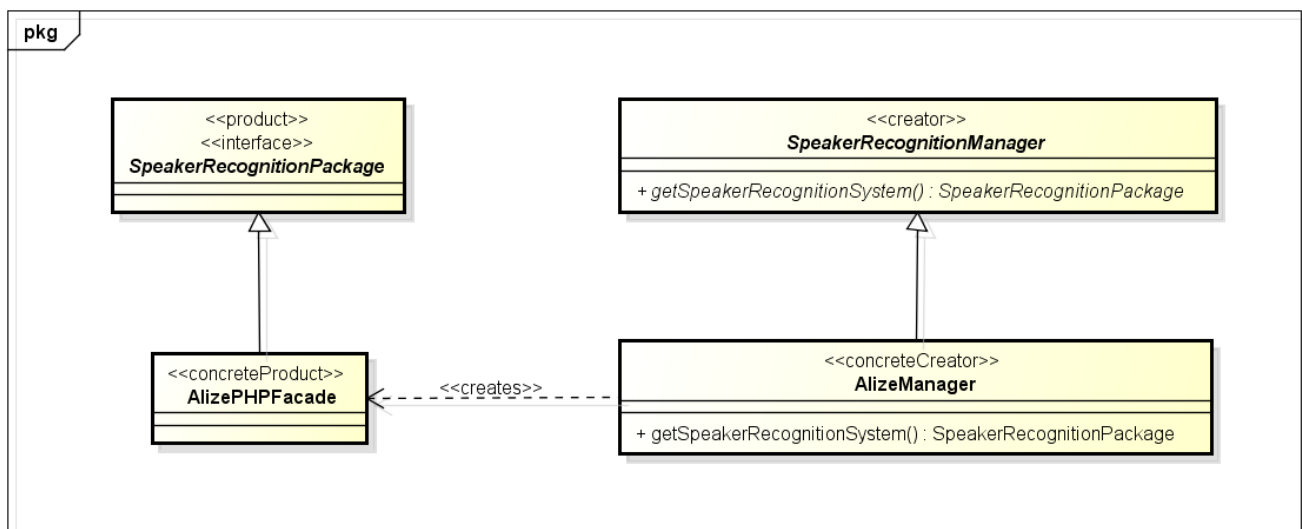 pkg
<<product>>
<<interface>>
SpeakerRecognitionPackage
<<creator>>
SpeakerRecognitionManager
+ getSpeakerRecognitionSystem() : SpeakerRecognitionPackage
<<concreteProduct>>
AlizePHPFacade
<<creates>>
<<concreteCreator>>
AlizeManager
+ getSpeakerRecognitionSystem() : SpeakerRecognitionPackage